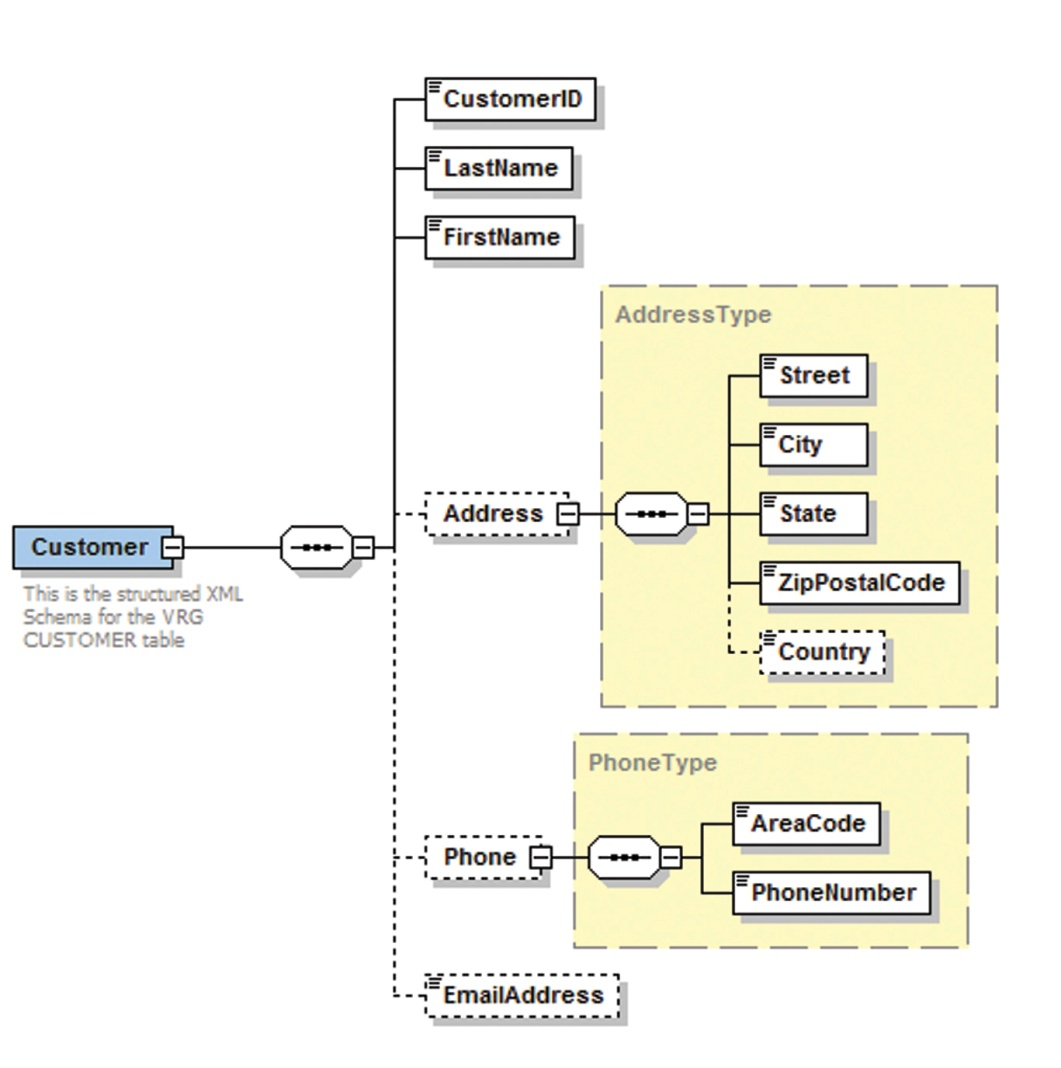 CustomerID
LastName
FirstName
AddressType
Street
City
Address
State
Customer
This is the structured XML
Schema for the VRG
CUSTOMER table
ZipPostalCode
Country
PhoneType
AreaCode
Phone
PhoneNumber
EmailAddress